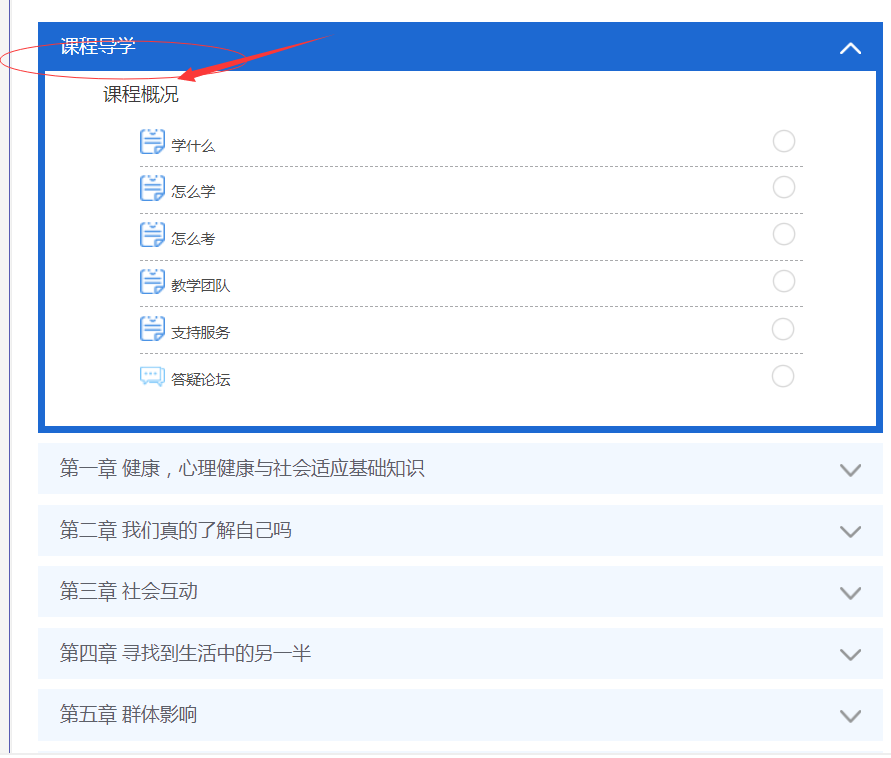 课程导学
课程概况
学什么
怎么学
怎么考
教学团队
支持服务
答疑论坛
第一章 健康，心理健康与社会适应基础知识
第二章 我们真的了解自己吗
第三章 社会互动
第四章 寻找到生活中的另一半
第五章 群体影响